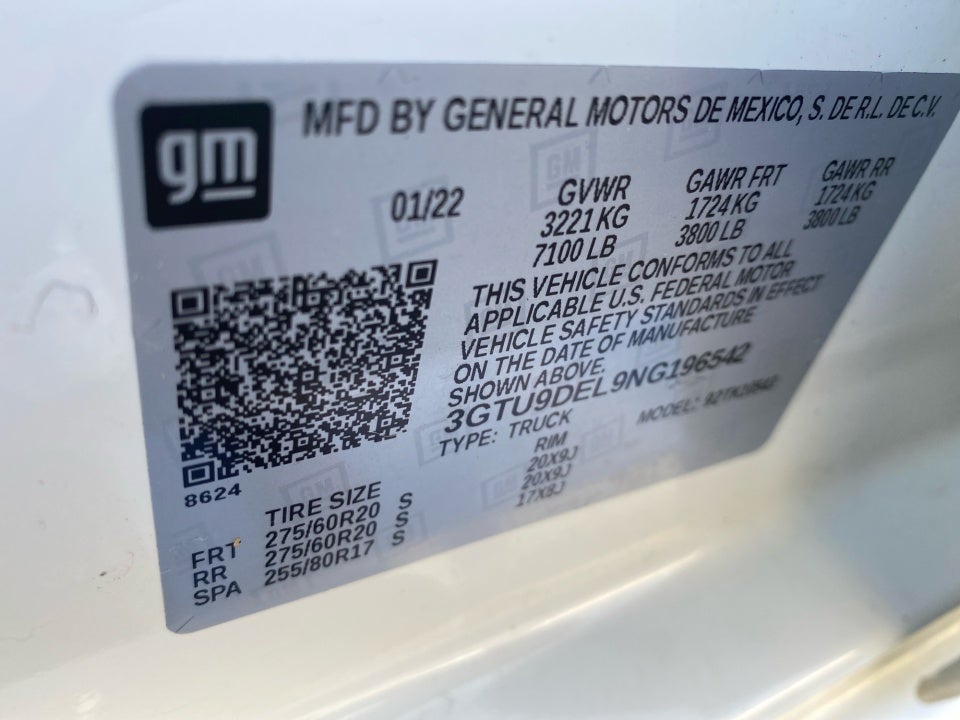 gm
MFD BY GENERAL MOTORS DE MEXICO, S. DE R.L. DE C.V.
01/22
GVWR GAWR FRT GAWR RR
3221 KG 1724 KG 1724 KG
7100 LB 3800 LB 3800 LB
THIS VEHICLE CONFORMS TO ALL
APPLICABLE U.S. FEDERAL MOTOR
VEHICLE SAFETY STANDARDS IN EFFECT
ON THE DATE OF MANUFACTURE
SHOWN ABOVE.
3GTU9DEL9NG196542
TYPE: TRUCK MODEL:
8624
TIRE SIZE RIM
FRT 275/60R20 S 20X9J
RR 275/60R20 S 20X9J
SPA 255/80R17 S 17X8J